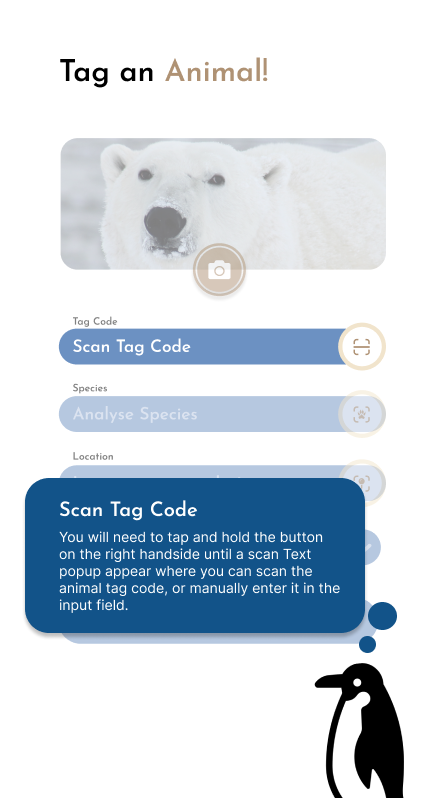 Tag an Animal!
Tag Code
Scan Tag Code
Species
Analyse Species
Location
Scan Tag Code
You will need to tap and hold the button
on the right handside until a scan Text
popup appear where you can scan the
animal tag code, or manually enter it in the
input field.